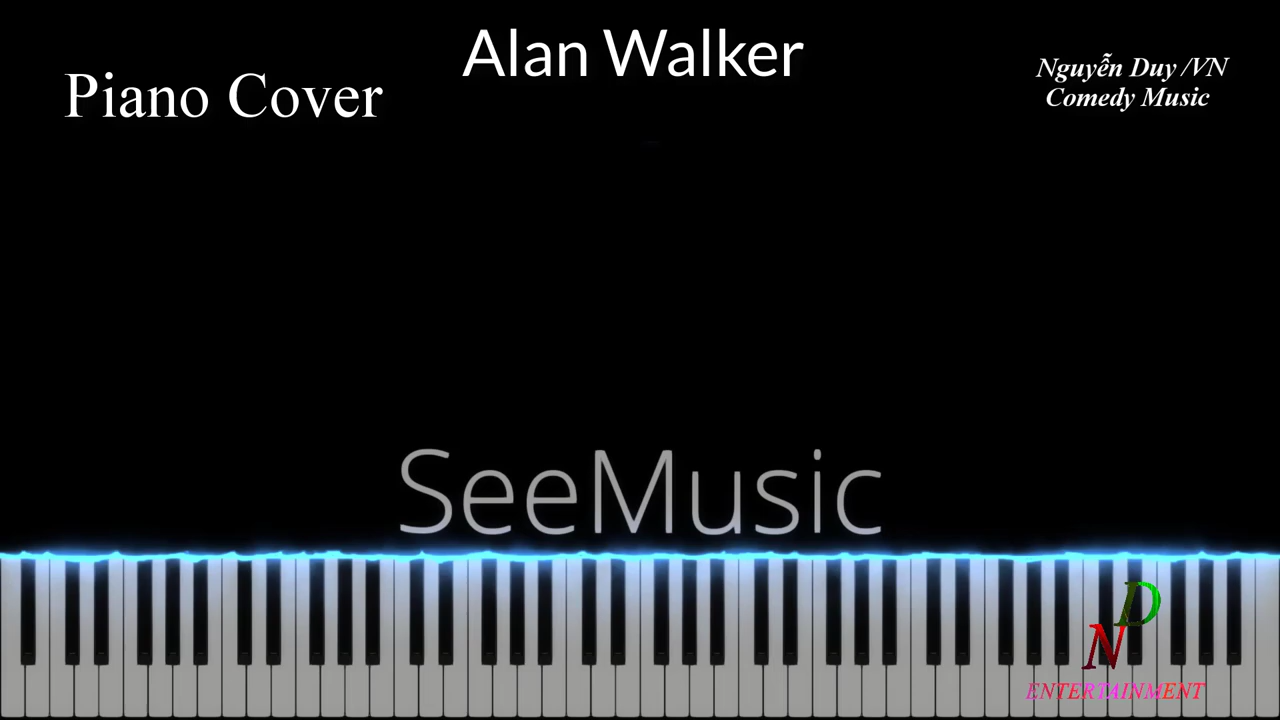 Alan Walker
Piano Cover
Nguyễn Duy /VN
Comedy Music
SeeMusic
ND
ENTERTAINMENT